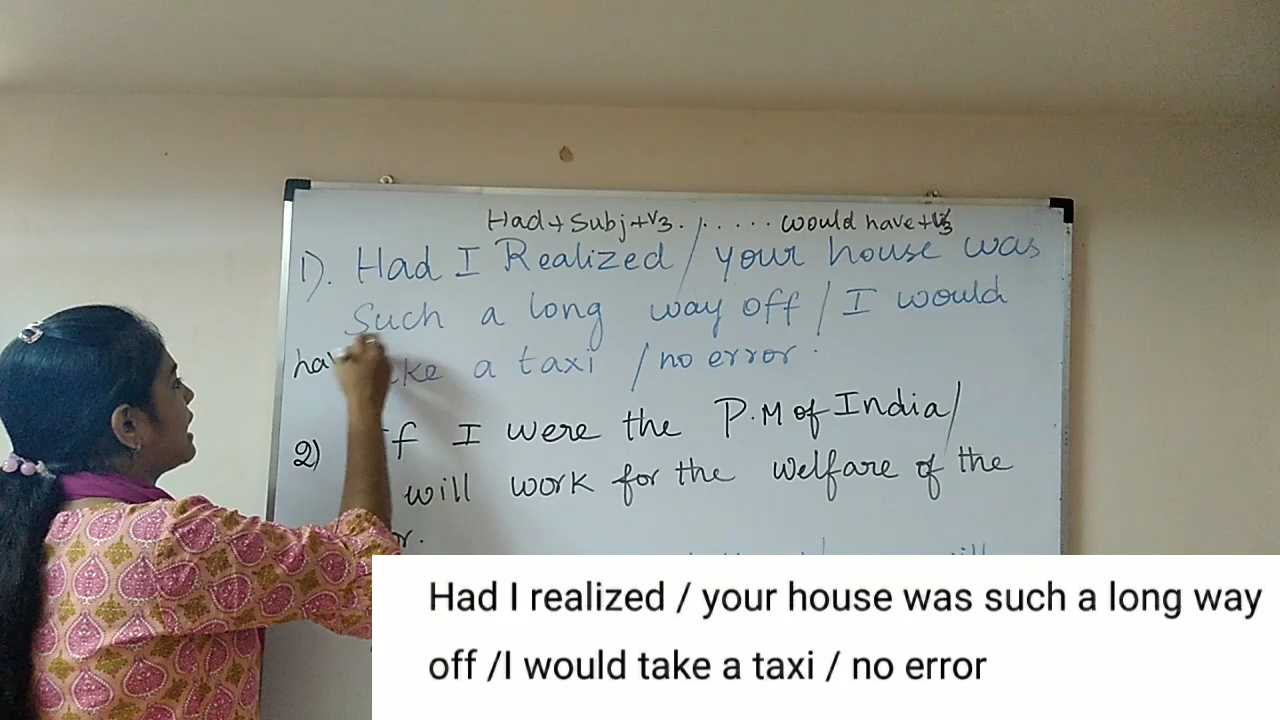 Had + Subj + V3. /..... would have + V3
1). Had I Realized / your house was
Such a long way off / I would
hav ke a taxi / no error.
2) If I were the P.M of India /
will work for the welfare of the
r.
Had I realized / your house was such a long way
off /I would take a taxi / no error